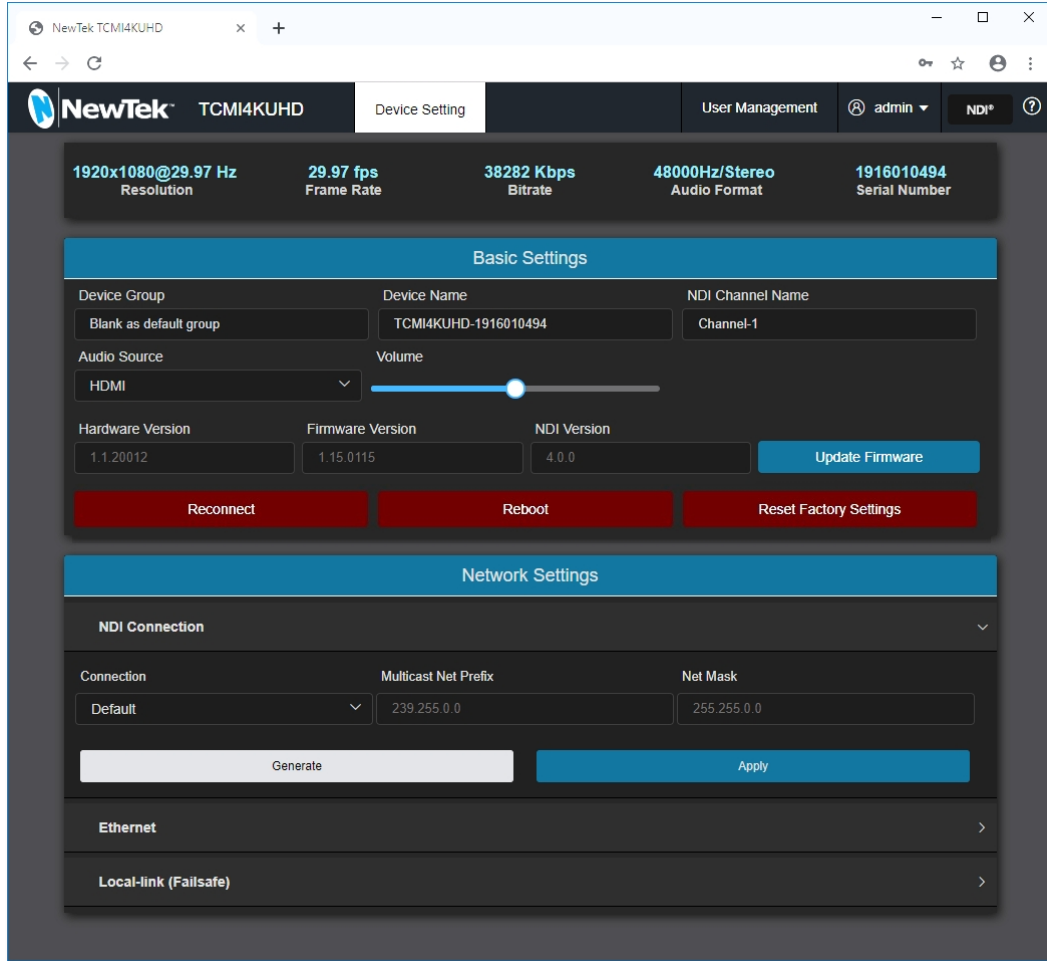 NewTek TCMI4KUHD
NewTek™ TCMI4KUHD Device Setting User Management admin NDI®
1920x1080@29.97 Hz 29.97 fps 38282 Kbps 48000Hz/Stereo 1916010494
Resolution Frame Rate Bitrate Audio Format Serial Number
Basic Settings
Device Group Device Name NDI Channel Name
Blank as default group TCMI4KUHD-1916010494 Channel-1
Audio Source Volume
HDMI
Hardware Version Firmware Version NDI Version
1.1.20012 1.15.0115 4.0.0 Update Firmware
Reconnect Reboot Reset Factory Settings
Network Settings
NDI Connection
Connection Multicast Net Prefix Net Mask
Default 239.255.0.0 255.255.0.0
Generate Apply
Ethernet
Local-link (Failsafe)